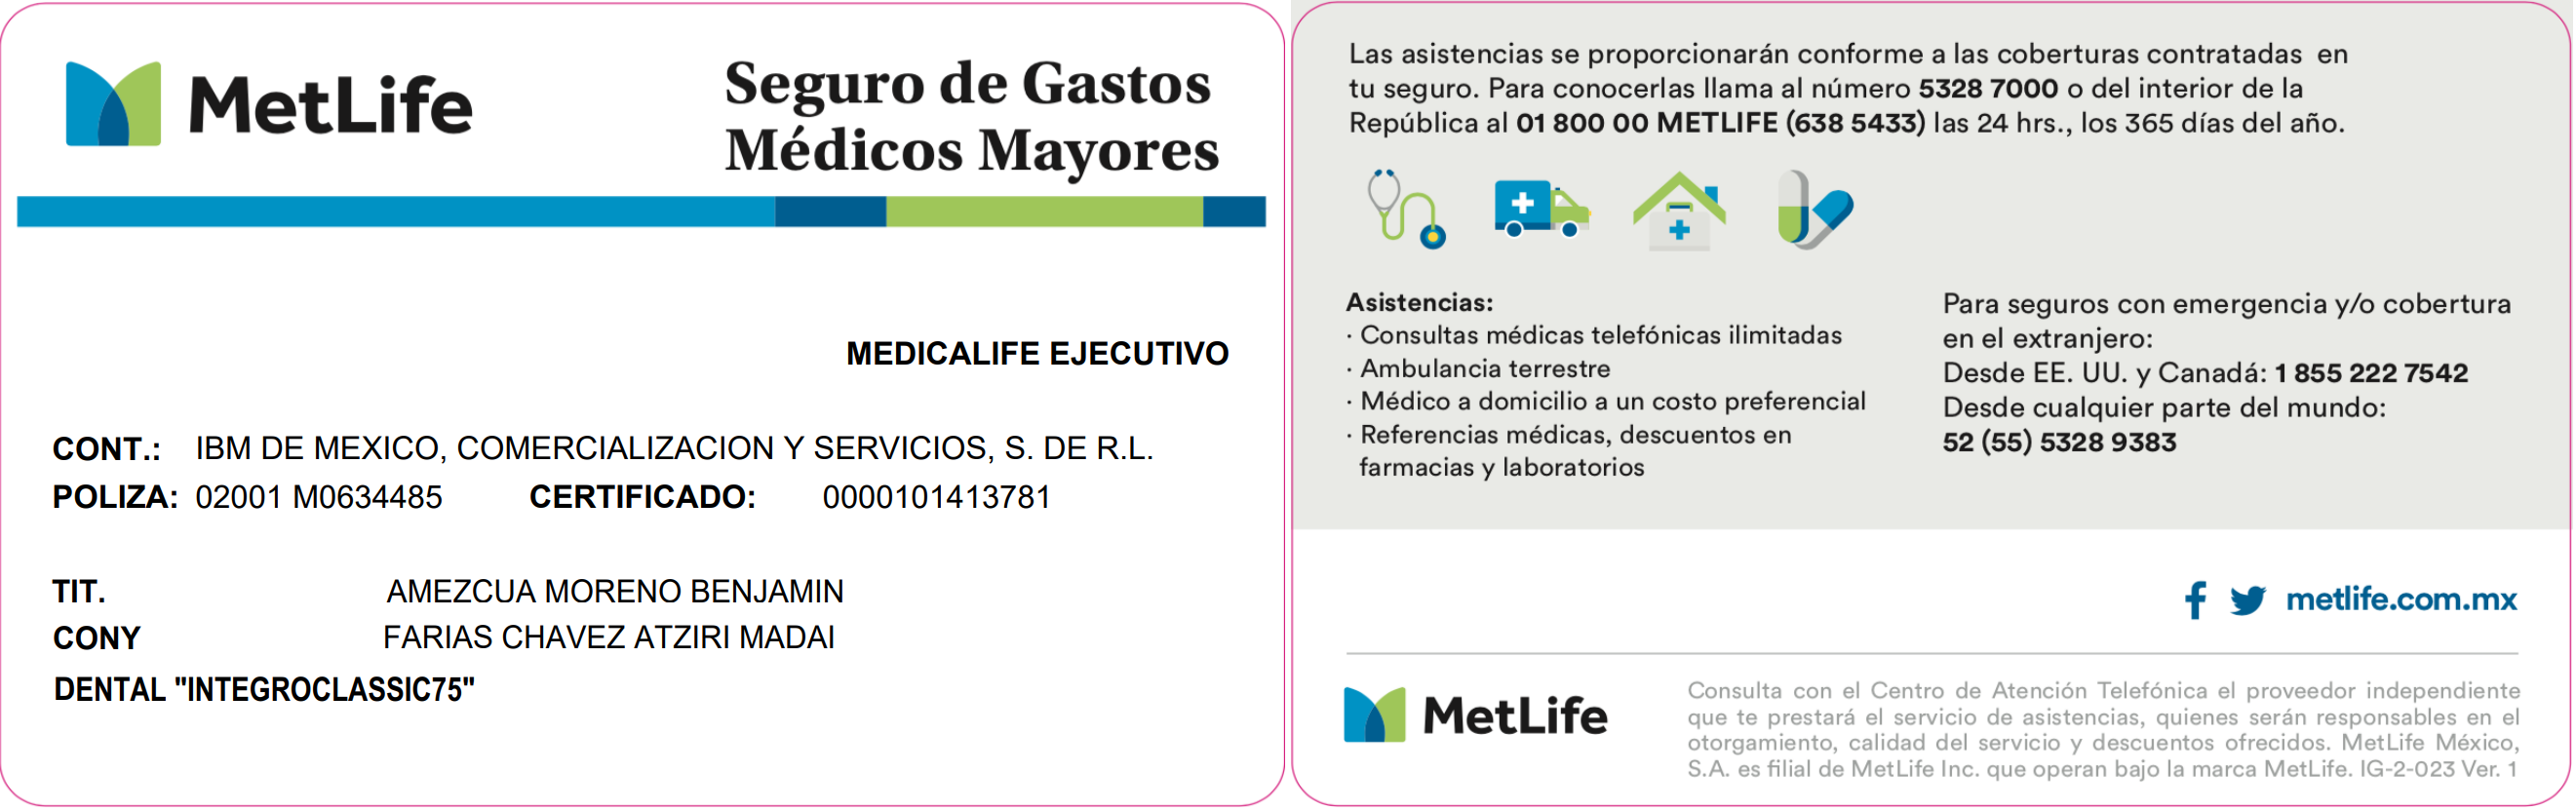 MetLife
Seguro de Gastos
Médicos Mayores
MEDICALIFE EJECUTIVO
CONT.: IBM DE MEXICO, COMERCIALIZACION Y SERVICIOS, S. DE R.L.
POLIZA: 02001 M0634485 CERTIFICADO: 0000101413781
TIT. AMEZCUA MORENO BENJAMIN
CONY FARIAS CHAVEZ ATZIRI MADAI
DENTAL "INTEGROCLASSIC75"
Las asistencias se proporcionarán conforme a las coberturas contratadas en
tu seguro. Para conocerlas llama al número 5328 7000 o del interior de la
República al 01 800 00 METLIFE (638 5433) las 24 hrs., los 365 días del año.
Asistencias:
· Consultas médicas telefónicas ilimitadas
· Ambulancia terrestre
· Médico a domicilio a un costo preferencial
· Referencias médicas, descuentos en
farmacias y laboratorios
Para seguros con emergencia y/o cobertura
en el extranjero:
Desde EE. UU. y Canadá: 1 855 222 7542
Desde cualquier parte del mundo:
52 (55) 5328 9383
metlife.com.mx
MetLife
Consulta con el Centro de Atención Telefónica el proveedor independiente
que te prestará el servicio de asistencias, quienes serán responsables en el
otorgamiento, calidad del servicio y descuentos ofrecidos. MetLife México,
S.A. es filial de MetLife Inc. que operan bajo la marca MetLife. IG-2-023 Ver. 1